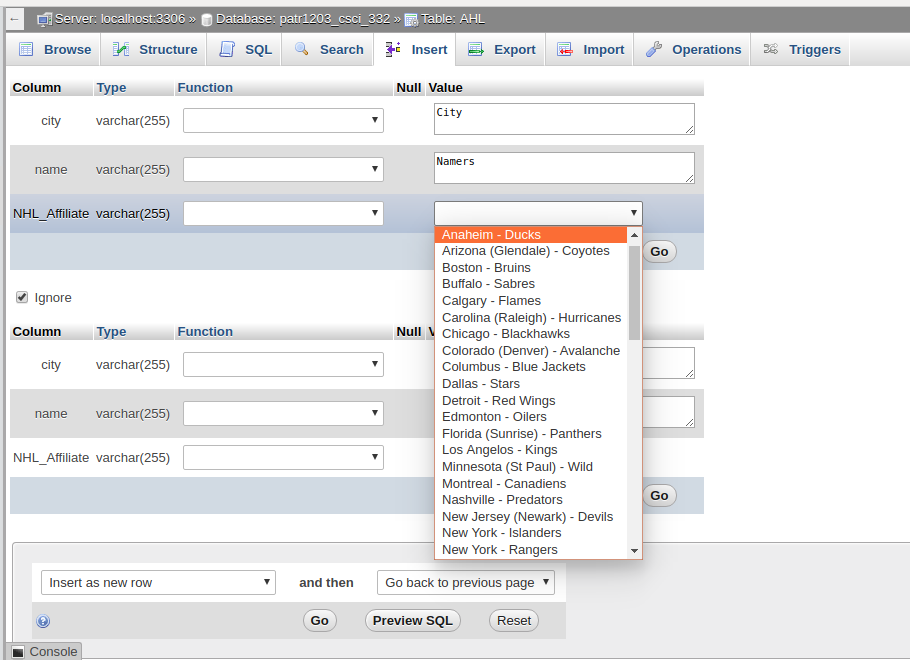 ← Server: localhost:3306 » Database: patr1203_csci_332 » Table: AHL
Browse Structure SQL Search Insert Export Import Operations Triggers
Column Type Function Null Value
city varchar(255) City
name varchar(255) Namers
NHL_Affiliate varchar(255)
Anaheim - Ducks
Arizona (Glendale) - Coyotes
Boston - Bruins
Buffalo - Sabres
Calgary - Flames
Carolina (Raleigh) - Hurricanes
Chicago - Blackhawks
Colorado (Denver) - Avalanche
Columbus - Blue Jackets
Dallas - Stars
Detroit - Red Wings
Edmonton - Oilers
Florida (Sunrise) - Panthers
Los Angelos - Kings
Minnesota (St Paul) - Wild
Montreal - Canadiens
Nashville - Predators
New Jersey (Newark) - Devils
New York - Islanders
New York - Rangers
Go
Ignore
Column Type Function Null
city varchar(255)
name varchar(255)
NHL_Affiliate varchar(255)
Go
Insert as new row and then Go back to previous page
Go Preview SQL Reset
Console